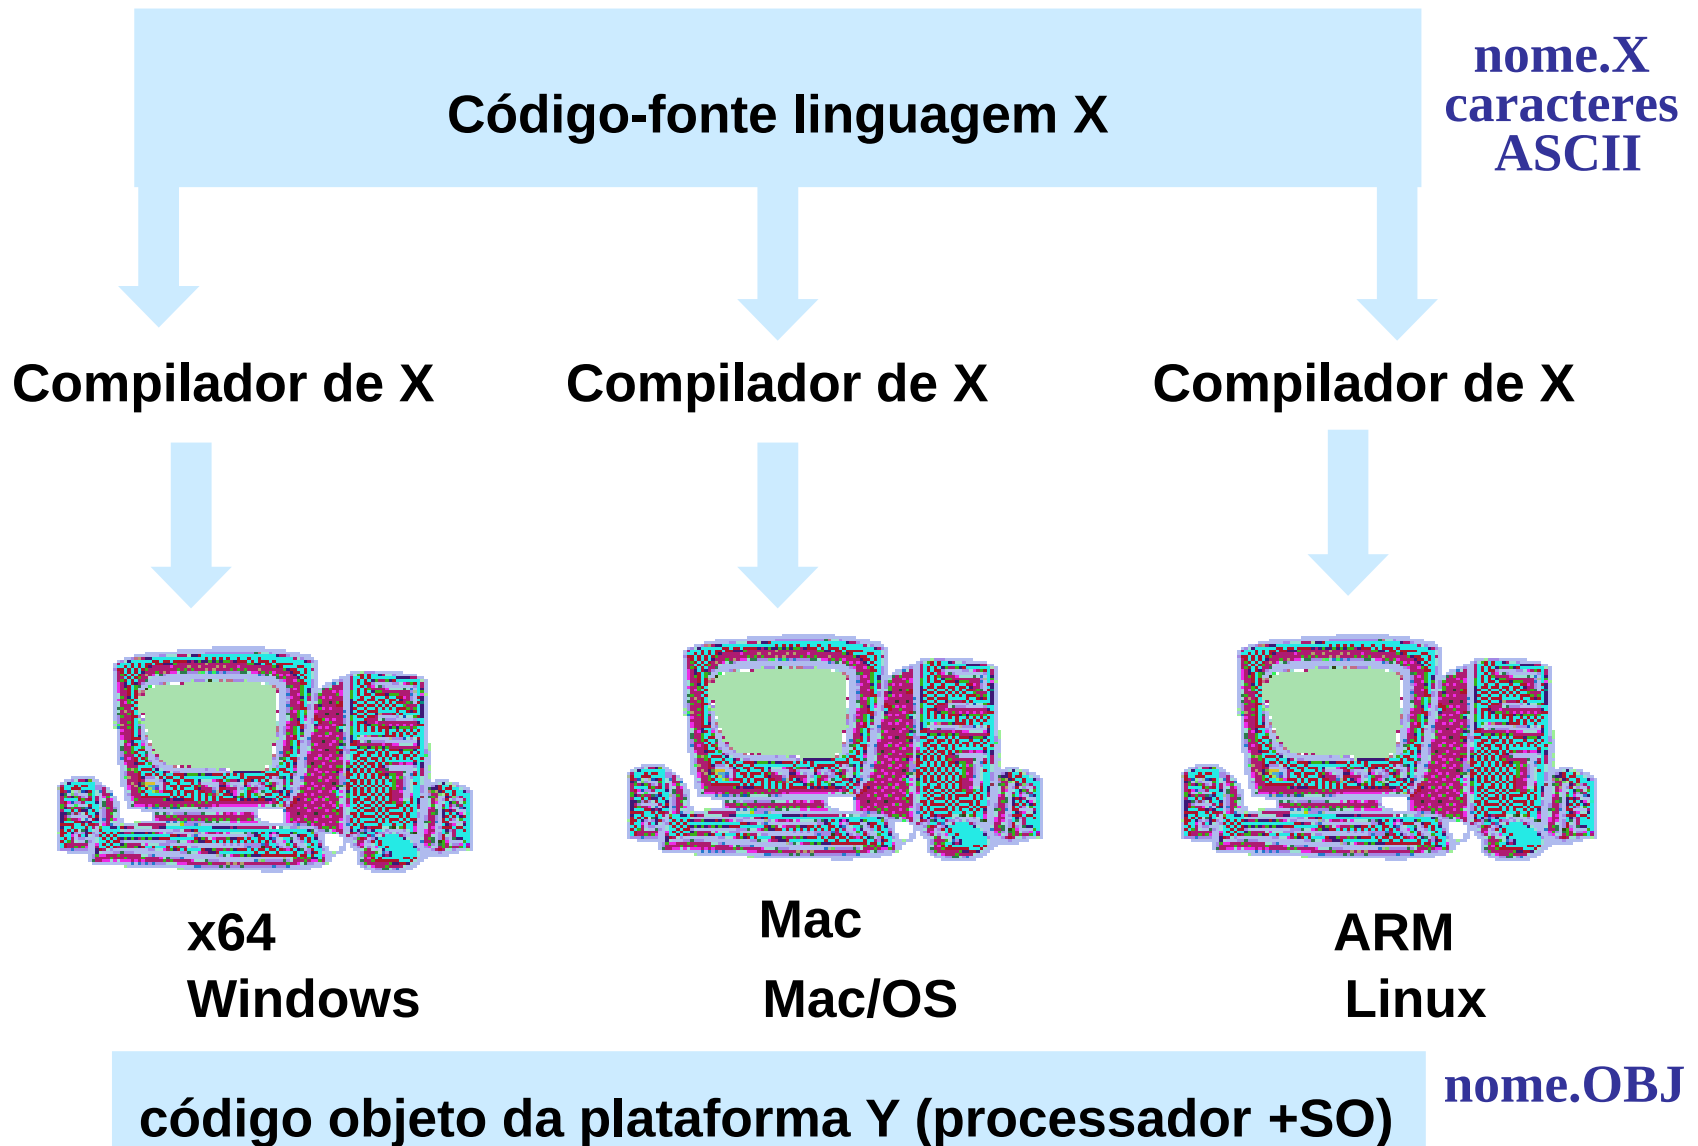 Código-fonte linguagem X
nome.X
caracteres
ASCII
Compilador de X
Compilador de X
Compilador de X
x64
Windows
Mac
Mac/OS
ARM
Linux
código objeto da plataforma Y (processador +SO)
nome.OBJ